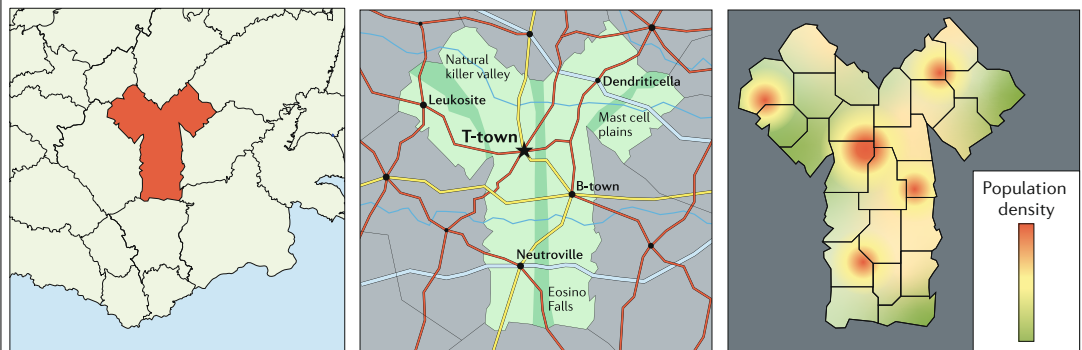 Natural
killer valley
Dendriticella
Leukosite
Mast cell
plains
T-town
B-town
Neutroville
Eosino
Falls
Population
density